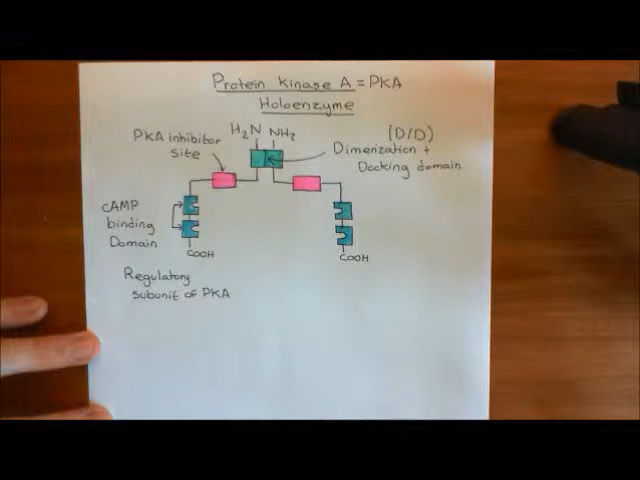 Protein Kinase A = PKA
Holoenzyme
H₂N NH₂
PKA inhibitor
site
(D/D)
Dimerization +
Docking domain
cAMP
binding
Domain
COOH
COOH
Regulatory
subunit of PKA